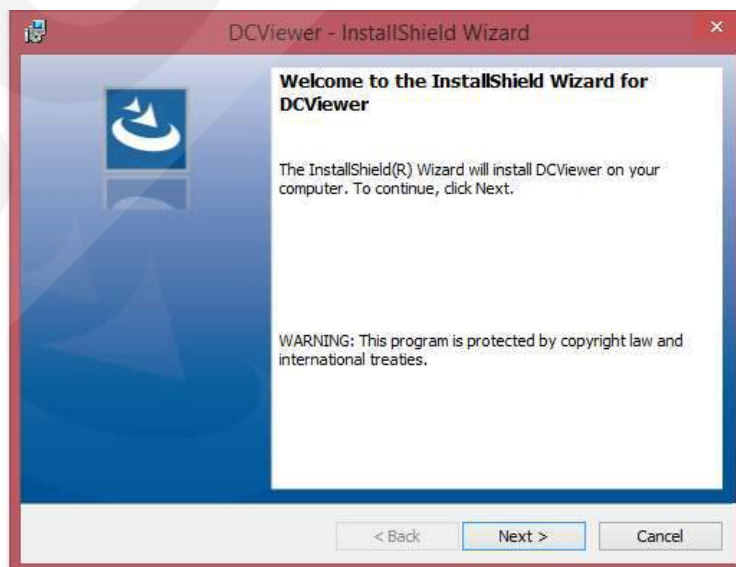 DCViewer - InstallShield Wizard
×
Welcome to the InstallShield Wizard for
DCViewer
The InstallShield(R) Wizard will install DCViewer on your
computer. To continue, click Next.
WARNING: This program is protected by copyright law and
international treaties.
< Back
Next >
Cancel